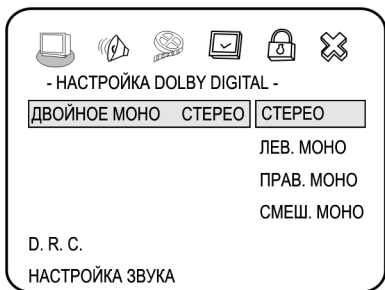 - НАСТРОЙКА DOLBY DIGITAL -
ДВОЙНОЕ МОНО СТЕРЕО СТЕРЕО
ЛЕВ. МОНО
ПРАВ. МОНО
СМЕШ. МОНО
D. R. C.
НАСТРОЙКА ЗВУКА